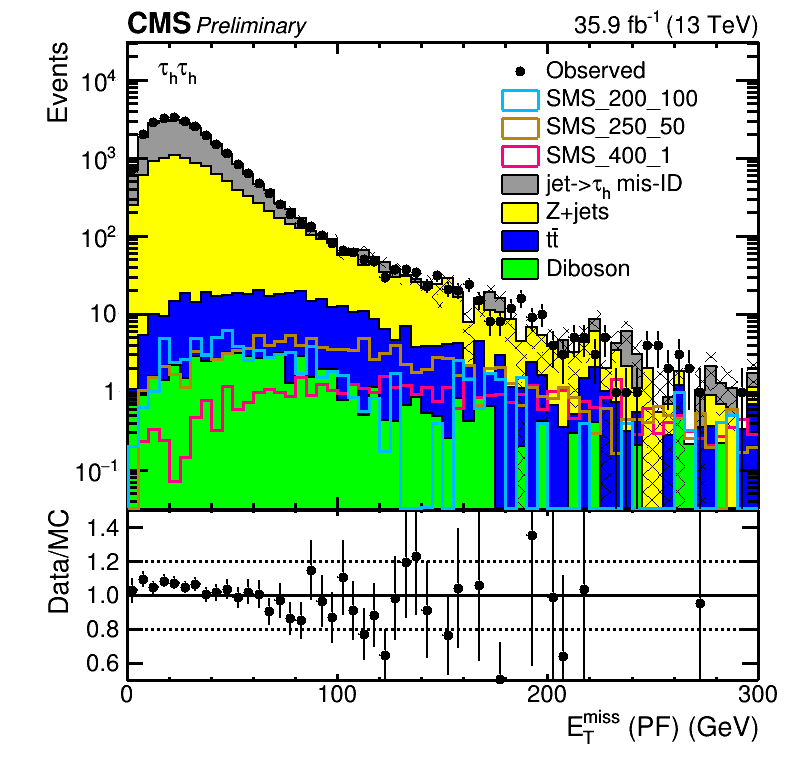 CMS Preliminary 35.9 fb⁻¹ (13 TeV)
Events
τₕτₕ
Observed
SMS_200_100
SMS_250_50
SMS_400_1
jet->τₕ mis-ID
Z+jets
tt̄
Diboson
10⁴
10³
10²
10
1
10⁻¹
Data/MC
1.4
1.2
1.0
0.8
0.6
0 100 200 300
E_T^miss (PF) (GeV)